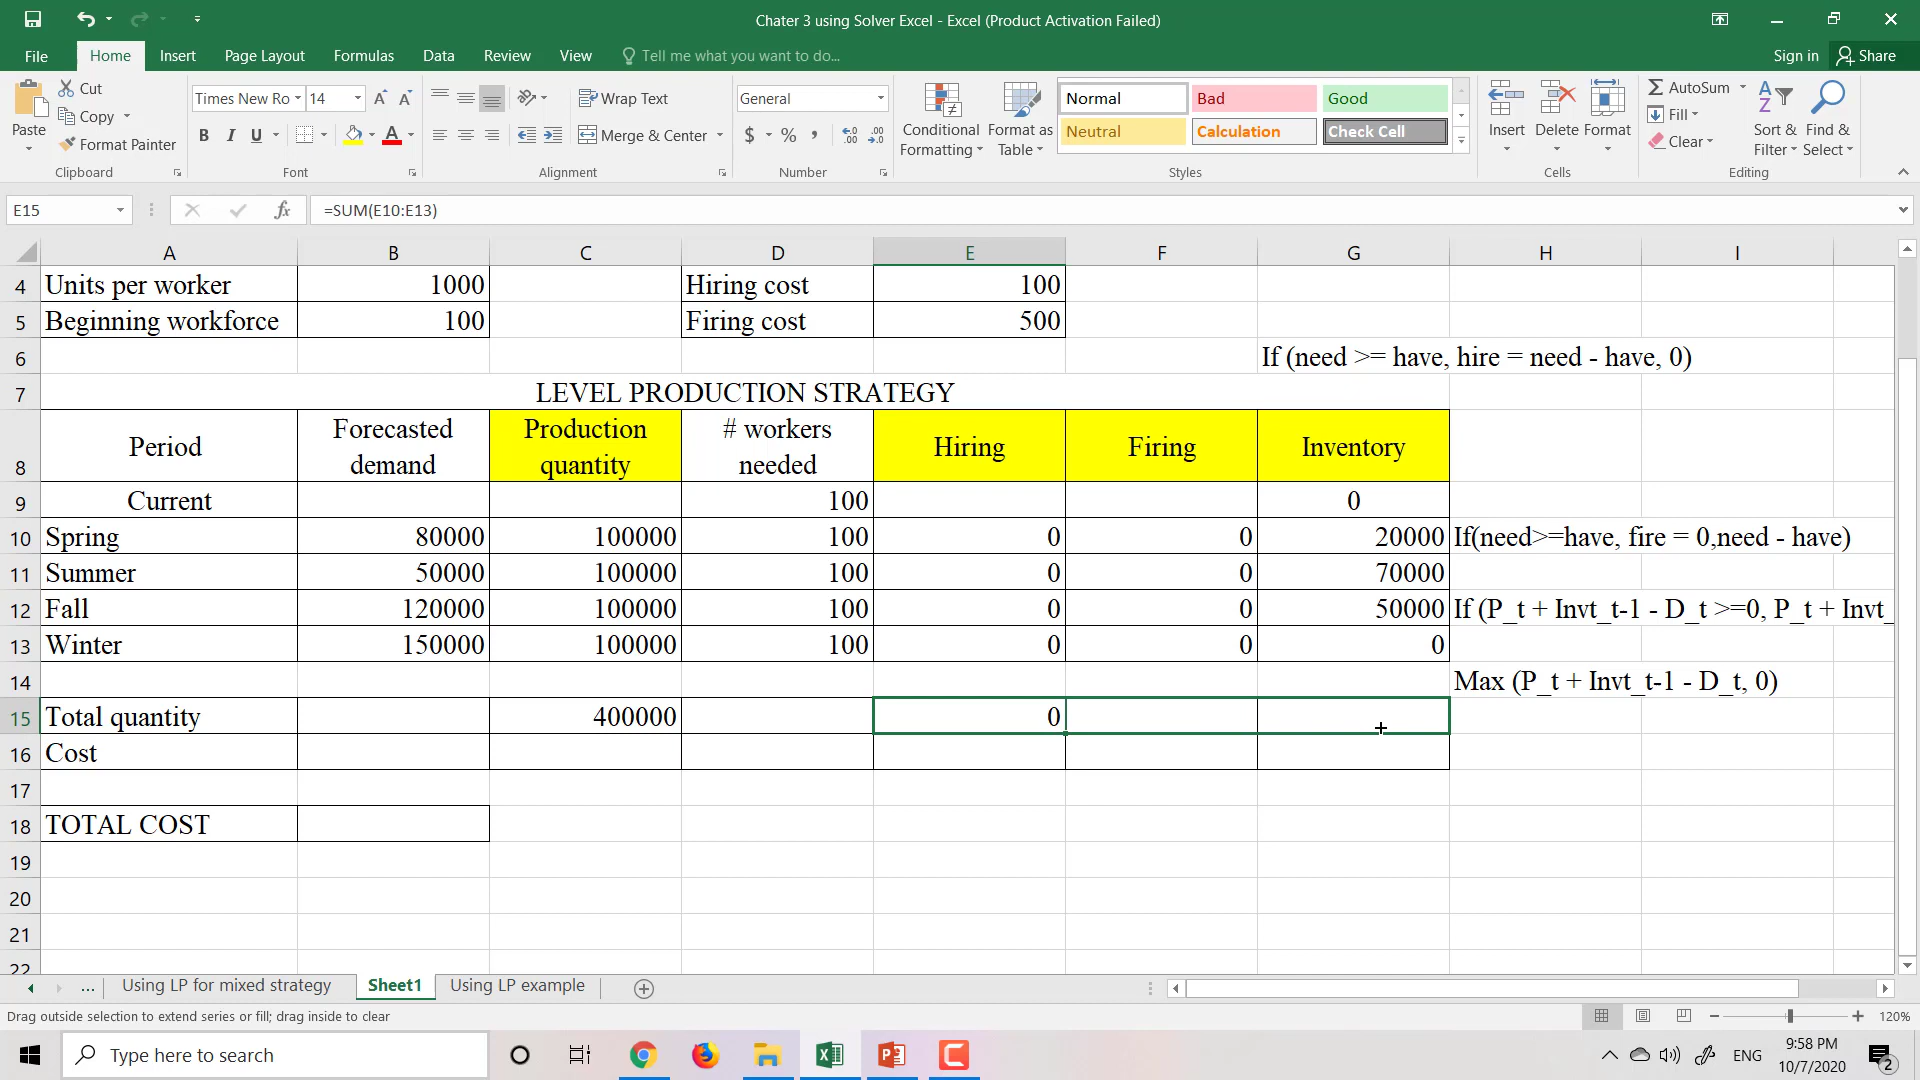 Chater 3 using Solver Excel - Excel (Product Activation Failed)
File Home Insert Page Layout Formulas Data Review View Tell me what you want to do... Sign in Share
Paste Cut Copy Format Painter Clipboard
Times New Ro 14 B I U A Font
Wrap Text Merge & Center Alignment
General $ % , Number
Conditional Formatting Format as Table
Normal Bad Good
Neutral Calculation Check Cell
Styles
Insert Delete Format Cells
AutoSum Fill Clear Sort & Filter Find & Select Editing
E15 fx =SUM(E10:E13)
A B C D E F G H I
4 Units per worker 1000 Hiring cost 100
5 Beginning workforce 100 Firing cost 500
6 If (need >= have, hire = need - have, 0)
7 LEVEL PRODUCTION STRATEGY
8 Period Forecasted demand Production quantity # workers needed Hiring Firing Inventory
9 Current 100 0
10 Spring 80000 100000 100 0 0 20000 If(need>=have, fire = 0,need - have)
11 Summer 50000 100000 100 0 0 70000
12 Fall 120000 100000 100 0 0 50000 If (P_t + Invt_t-1 - D_t >=0, P_t + Invt_
13 Winter 150000 100000 100 0 0 0
14 Max (P_t + Invt_t-1 - D_t, 0)
15 Total quantity 400000 0
16 Cost
17
18 TOTAL COST
19
20
21
22
... Using LP for mixed strategy Sheet1 Using LP example
Drag outside selection to extend series or fill; drag inside to clear 120%
Type here to search ENG 9:58 PM
10/7/2020 2